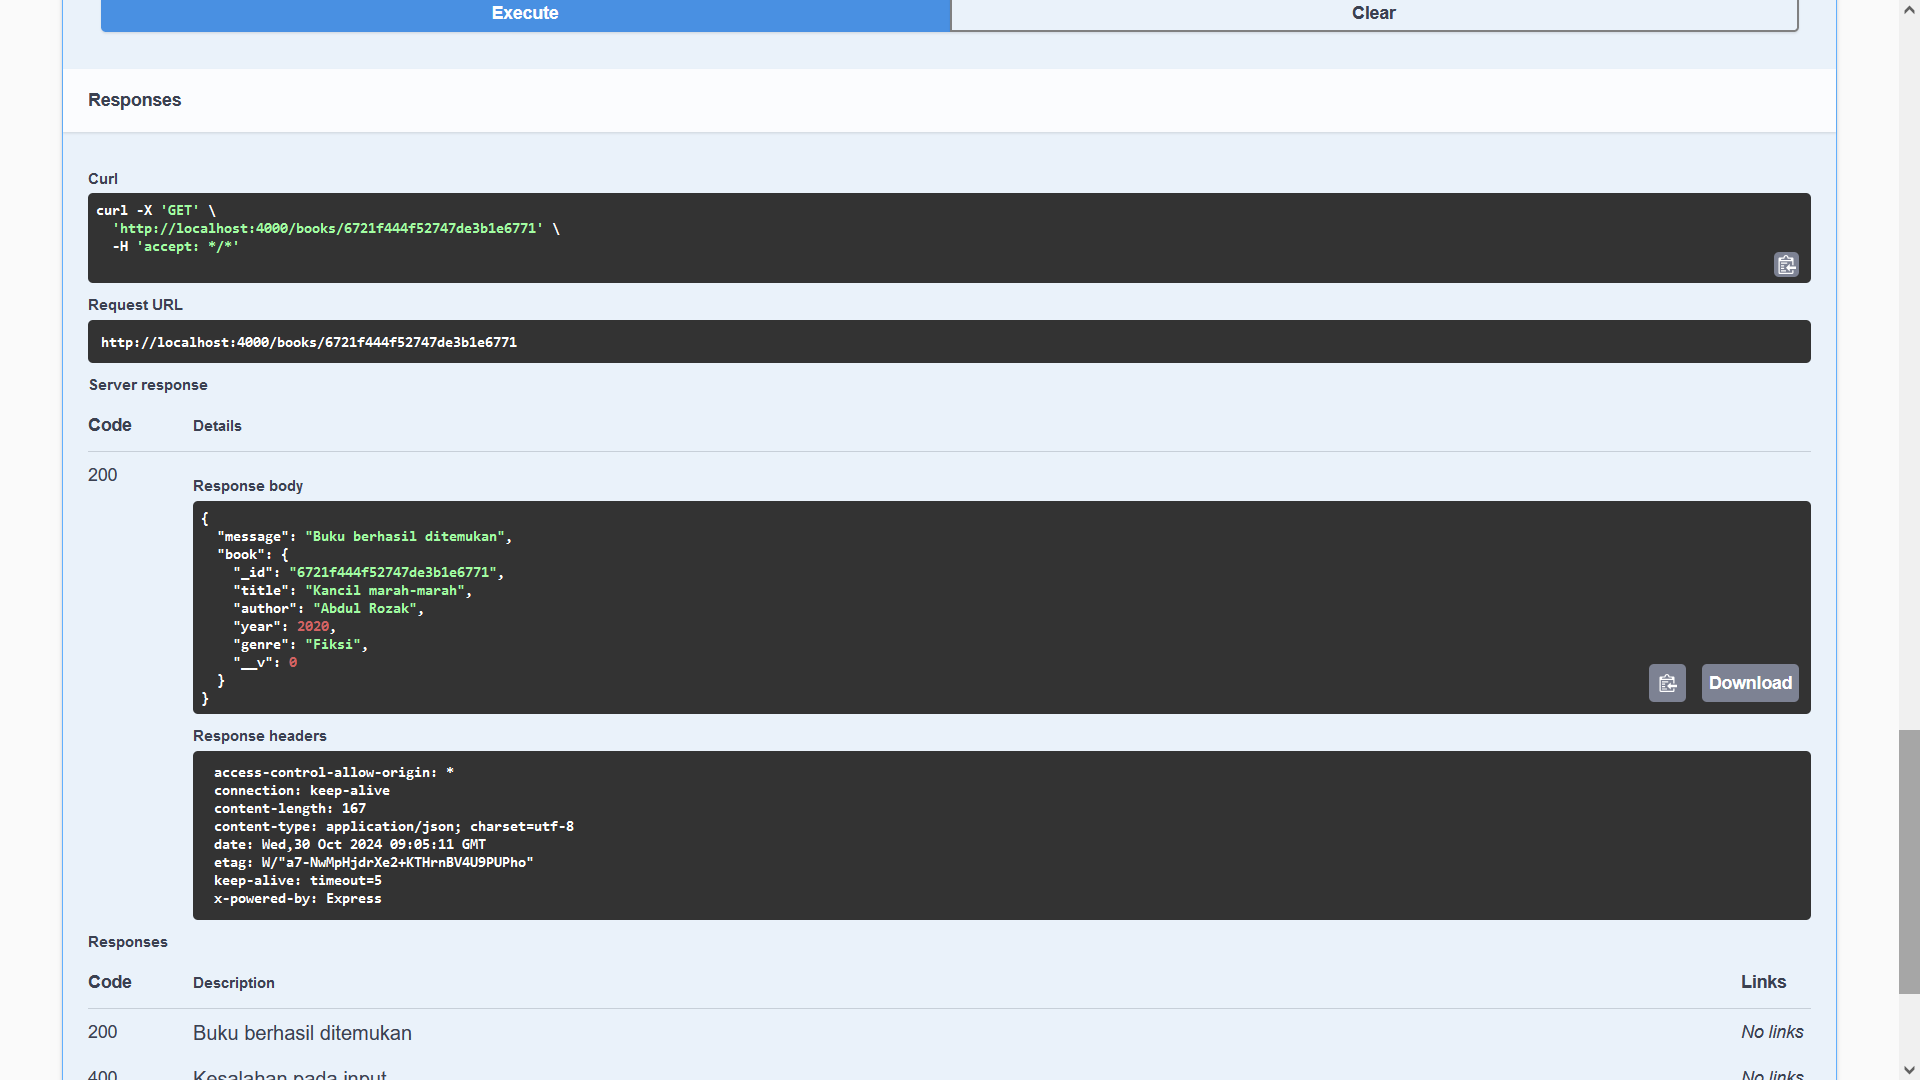 Execute
Clear
Responses
Curl
curl -X 'GET' \
'http://localhost:4000/books/6721f444f52747de3b1e6771' \
-H 'accept: */*'
Request URL
http://localhost:4000/books/6721f444f52747de3b1e6771
Server response
Code Details
200
Response body
{
"message": "Buku berhasil ditemukan",
"book": {
"_id": "6721f444f52747de3b1e6771",
"title": "Kancil marah-marah",
"author": "Abdul Rozak",
"year": 2020,
"genre": "Fiksi",
"__v": 0
}
}
Download
Response headers
access-control-allow-origin: *
connection: keep-alive
content-length: 167
content-type: application/json; charset=utf-8
date: Wed,30 Oct 2024 09:05:11 GMT
etag: W/"a7-NwMpHjdrXe2+KTHrnBV4U9PUPho"
keep-alive: timeout=5
x-powered-by: Express
Responses
Code Description Links
200 Buku berhasil ditemukan No links
400 Kesalahan pada input No links